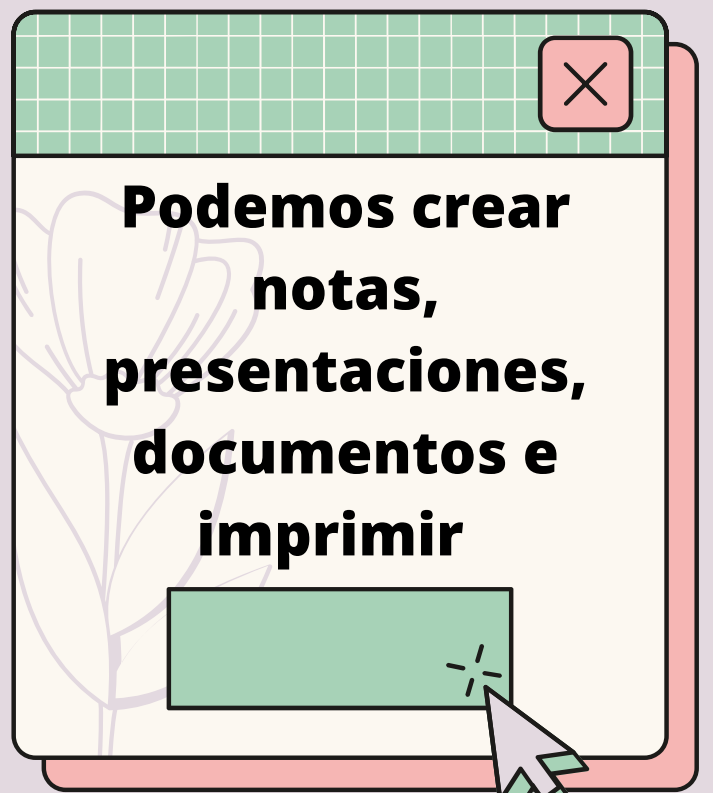 Podemos crear
notas,
presentaciones,
documentos e
imprimir